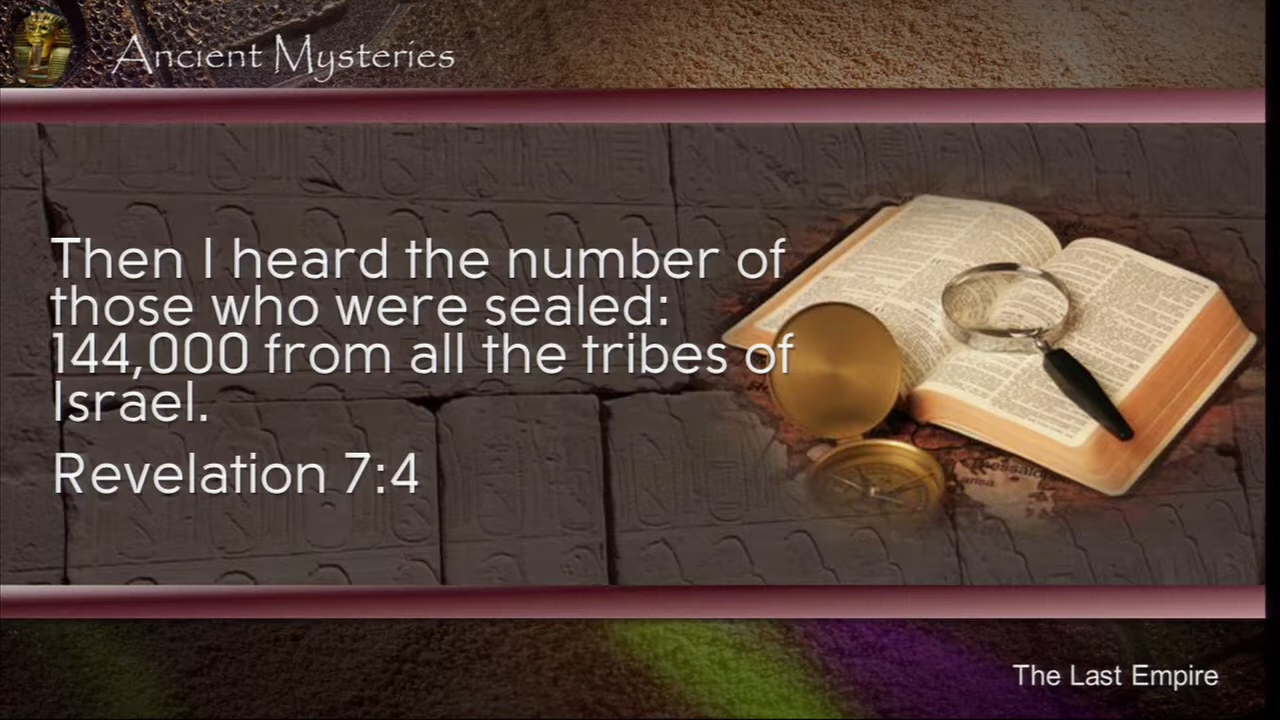 Ancient Mysteries
Then I heard the number of
those who were sealed:
144,000 from all the tribes of
Israel.
Revelation 7:4
The Last Empire